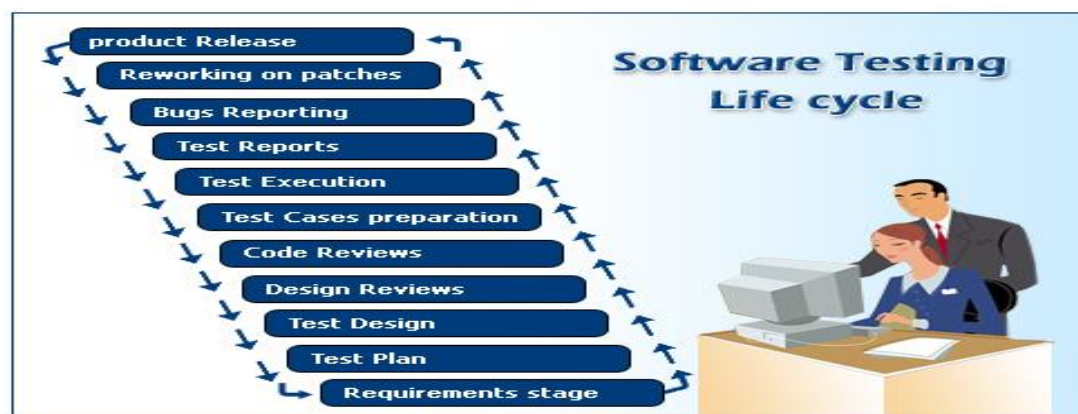 product Release
Reworking on patches
Bugs Reporting
Test Reports
Test Execution
Test Cases preparation
Code Reviews
Design Reviews
Test Design
Test Plan
Requirements stage
Software Testing
Life cycle